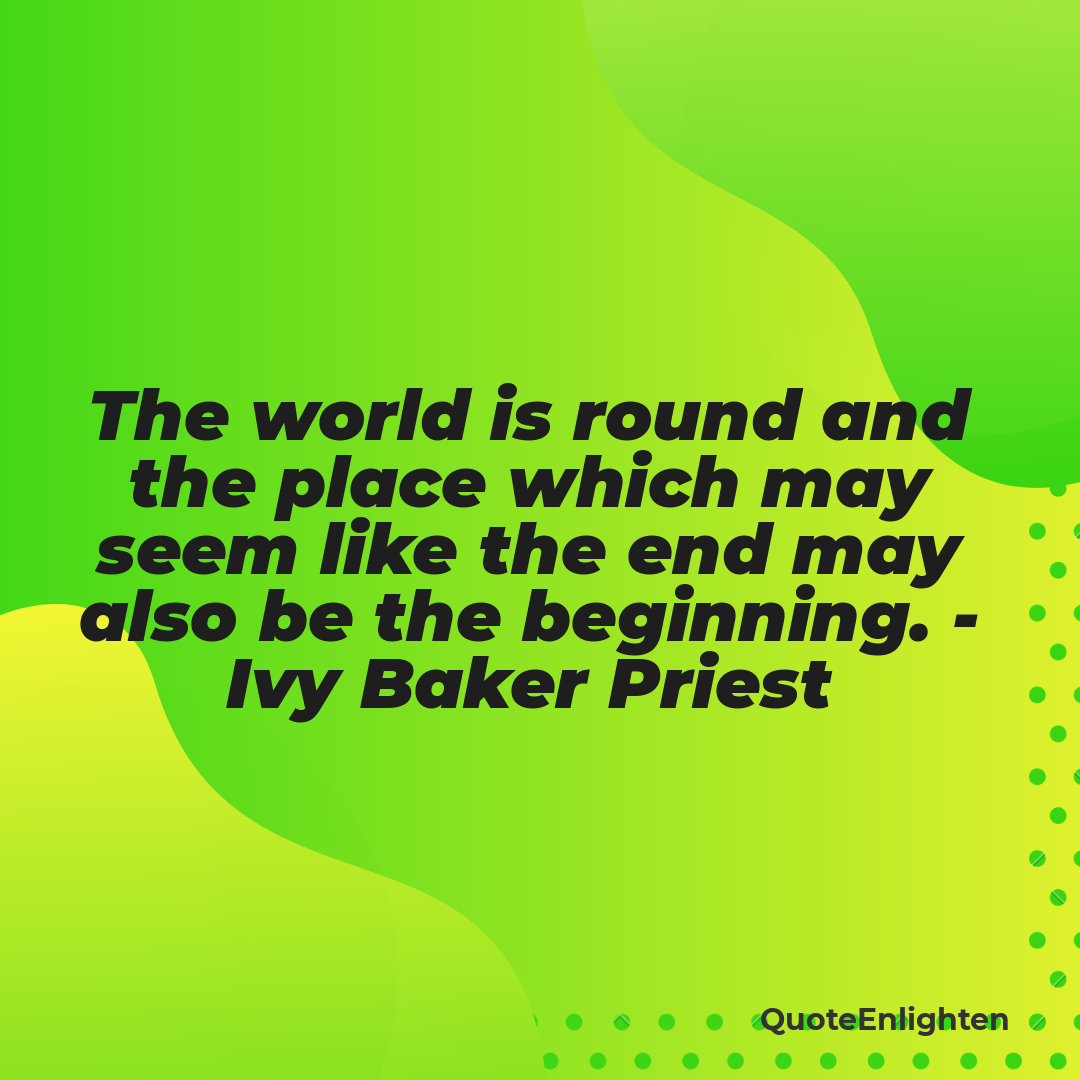 The world is round and
the place which may
seem like the end may
also be the beginning. -
Ivy Baker Priest
QuoteEnlighten